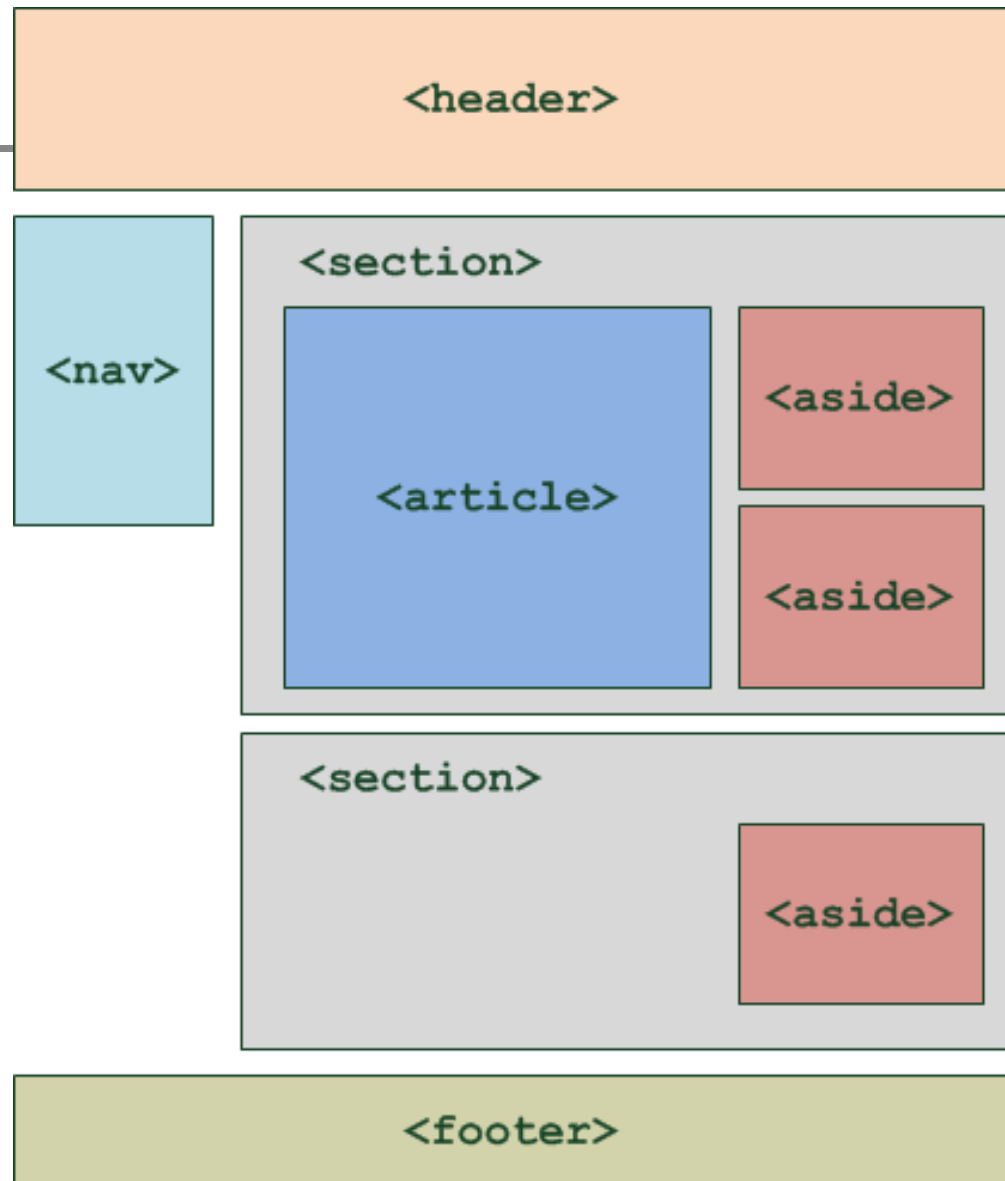 <header>
<nav>
<section>
<article>
<aside>
<aside>
<section>
<aside>
<footer>